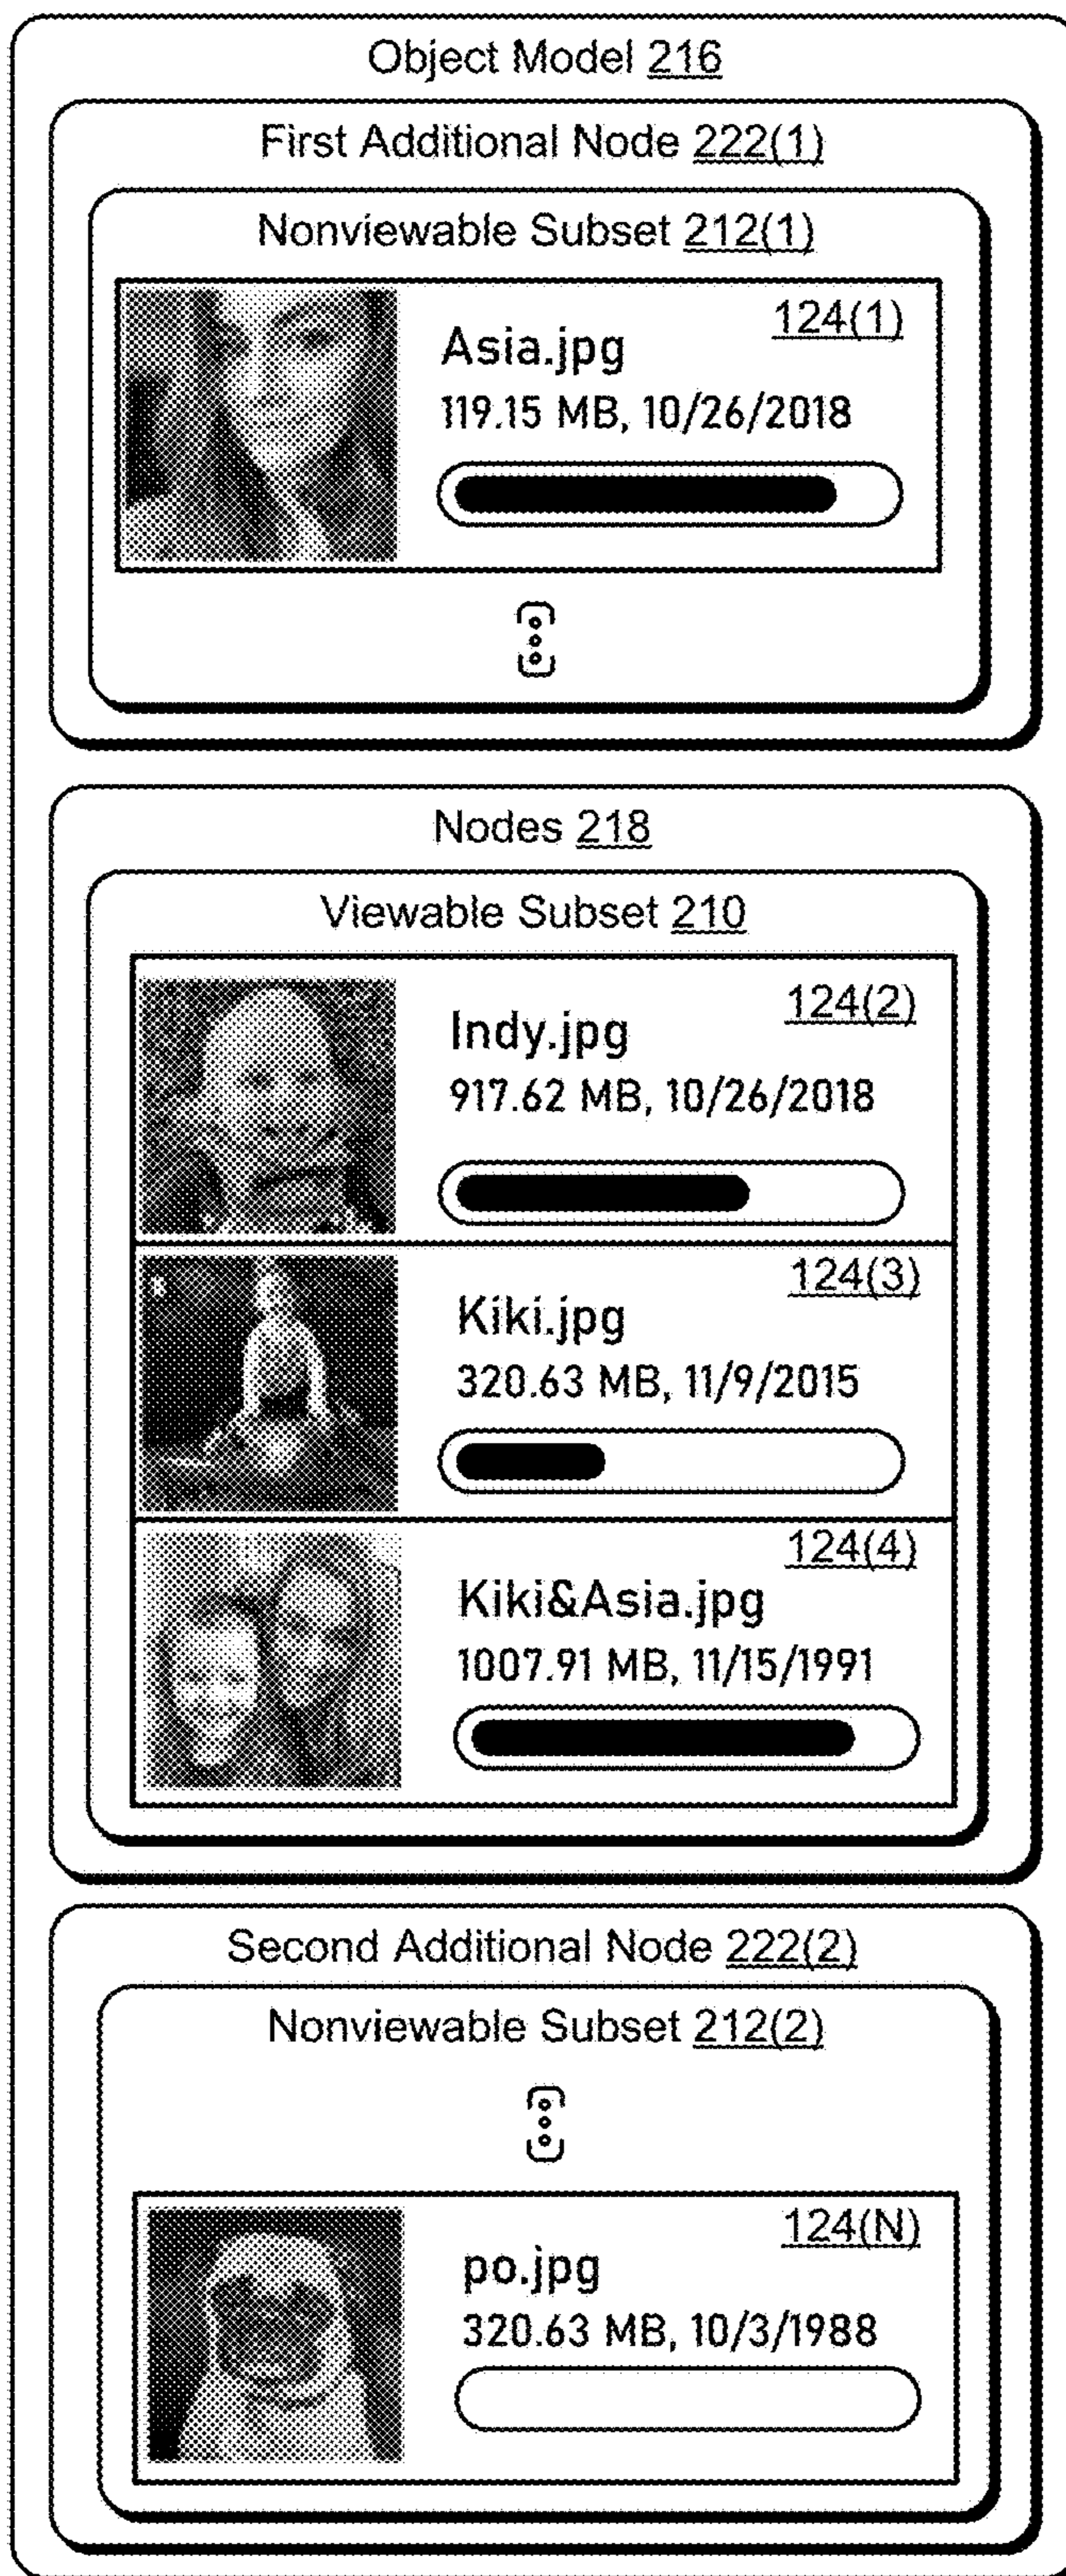 Object Model 216
First Additional Node 222(1)
Nonviewable Subset 212(1)
124(1)
Asia.jpg
119.15 MB, 10/26/2018
Nodes 218
Viewable Subset 210
124(2)
Indy.jpg
917.62 MB, 10/26/2018
124(3)
Kiki.jpg
320.63 MB, 11/9/2015
124(4)
Kiki&Asia.jpg
1007.91 MB, 11/15/1991
Second Additional Node 222(2)
Nonviewable Subset 212(2)
124(N)
po.jpg
320.63 MB, 10/3/1988